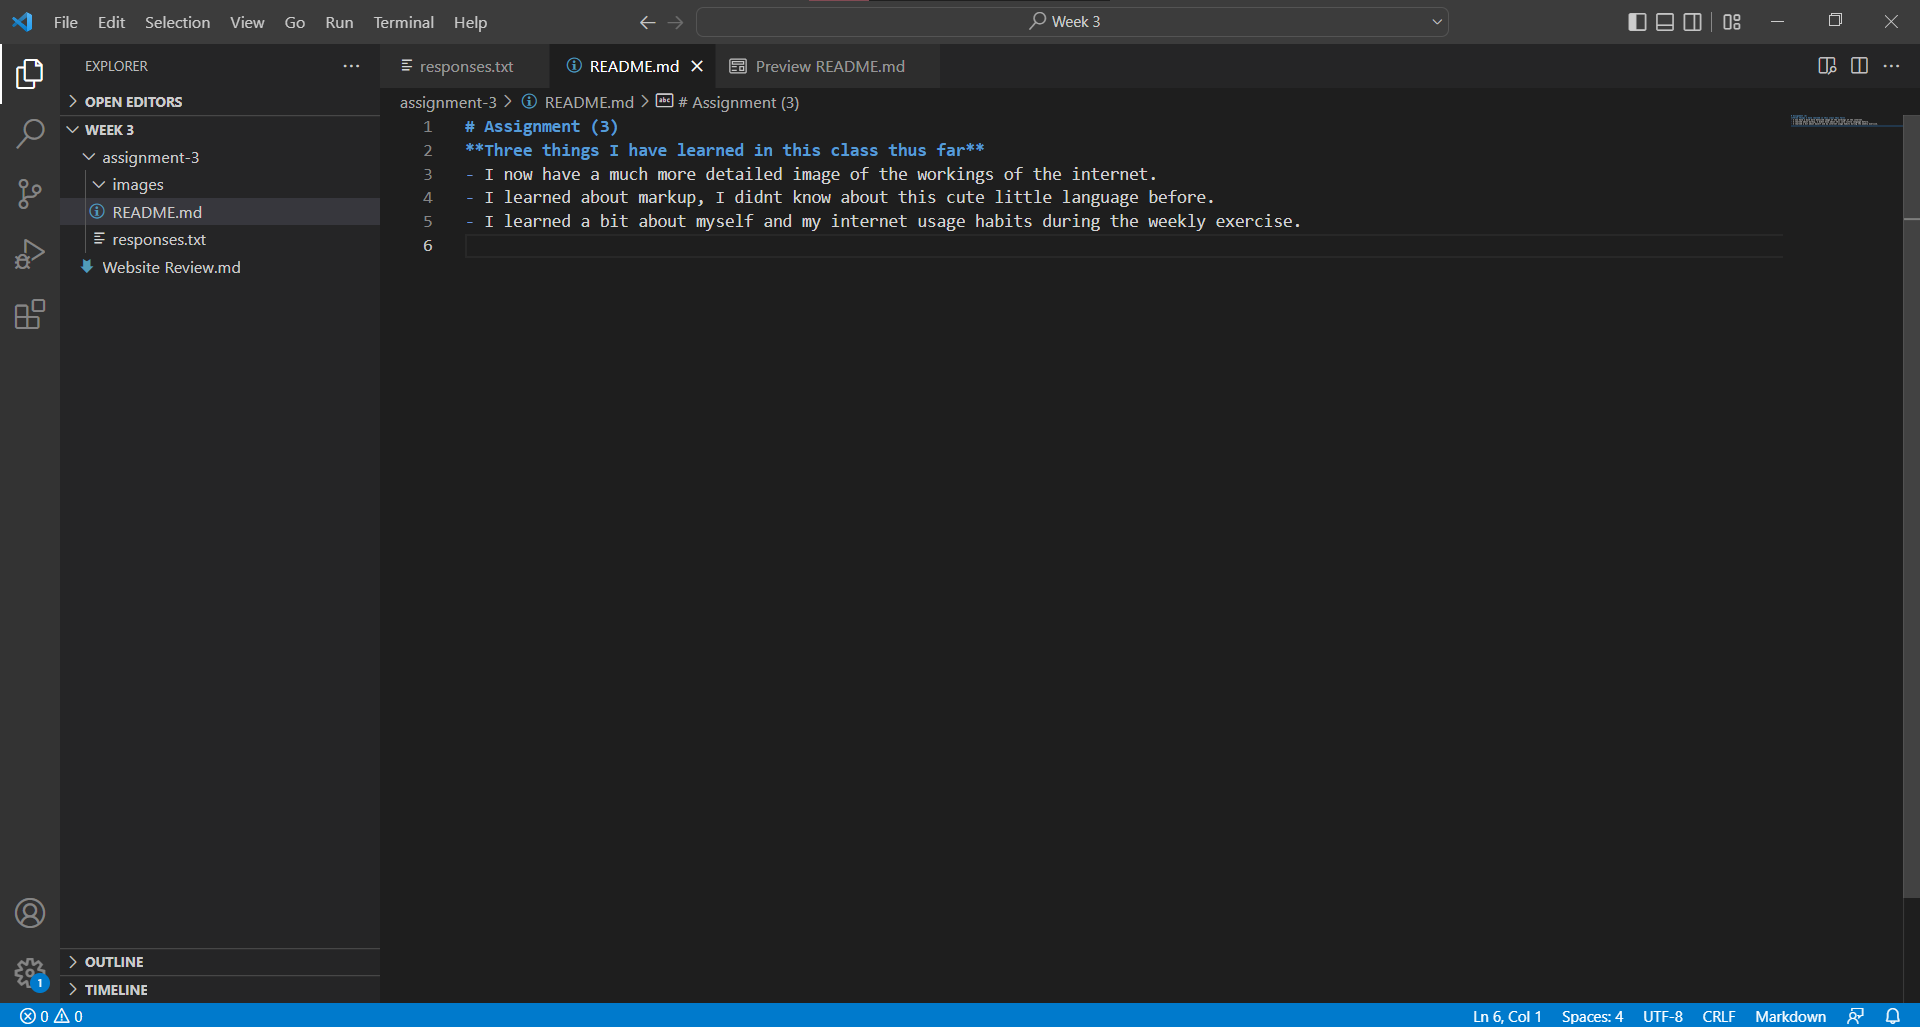 File Edit Selection View Go Run Terminal Help Week 3
EXPLORER
OPEN EDITORS
WEEK 3
assignment-3
images
README.md
responses.txt
Website Review.md
OUTLINE
TIMELINE
responses.txt README.md Preview README.md
assignment-3 README.md abc # Assignment (3)
1 # Assignment (3)
2 **Three things I have learned in this class thus far**
3 - I now have a much more detailed image of the workings of the internet.
4 - I learned about markup, I didnt know about this cute little language before.
5 - I learned a bit about myself and my internet usage habits during the weekly exercise.
6
1
0 0 Ln 6, Col 1 Spaces: 4 UTF-8 CRLF Markdown